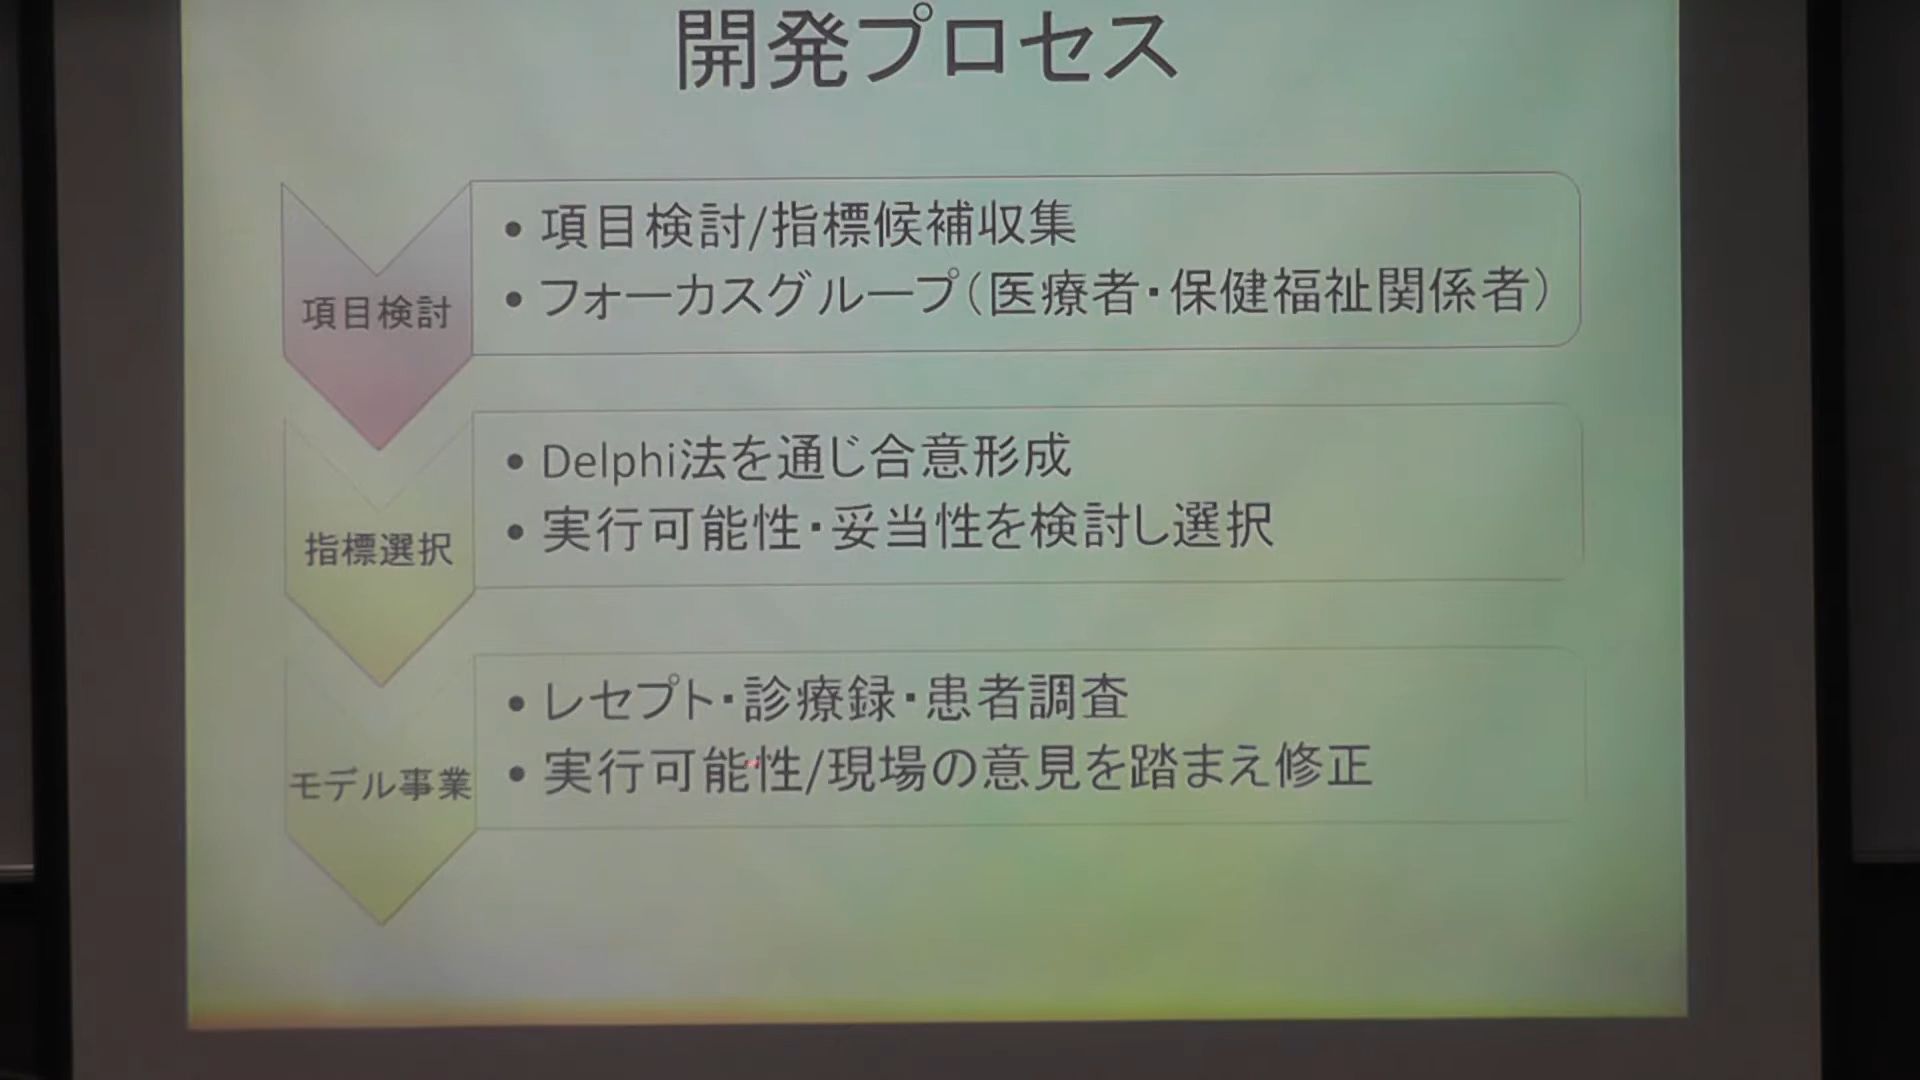 開発プロセス
項目検討
• 項目検討/指標候補収集
• フォーカスグループ（医療者・保健福祉関係者）
指標選択
• Delphi法を通じ合意形成
• 実行可能性・妥当性を検討し選択
モデル事業
• レセプト・診療録・患者調査
• 実行可能性/現場の意見を踏まえ修正